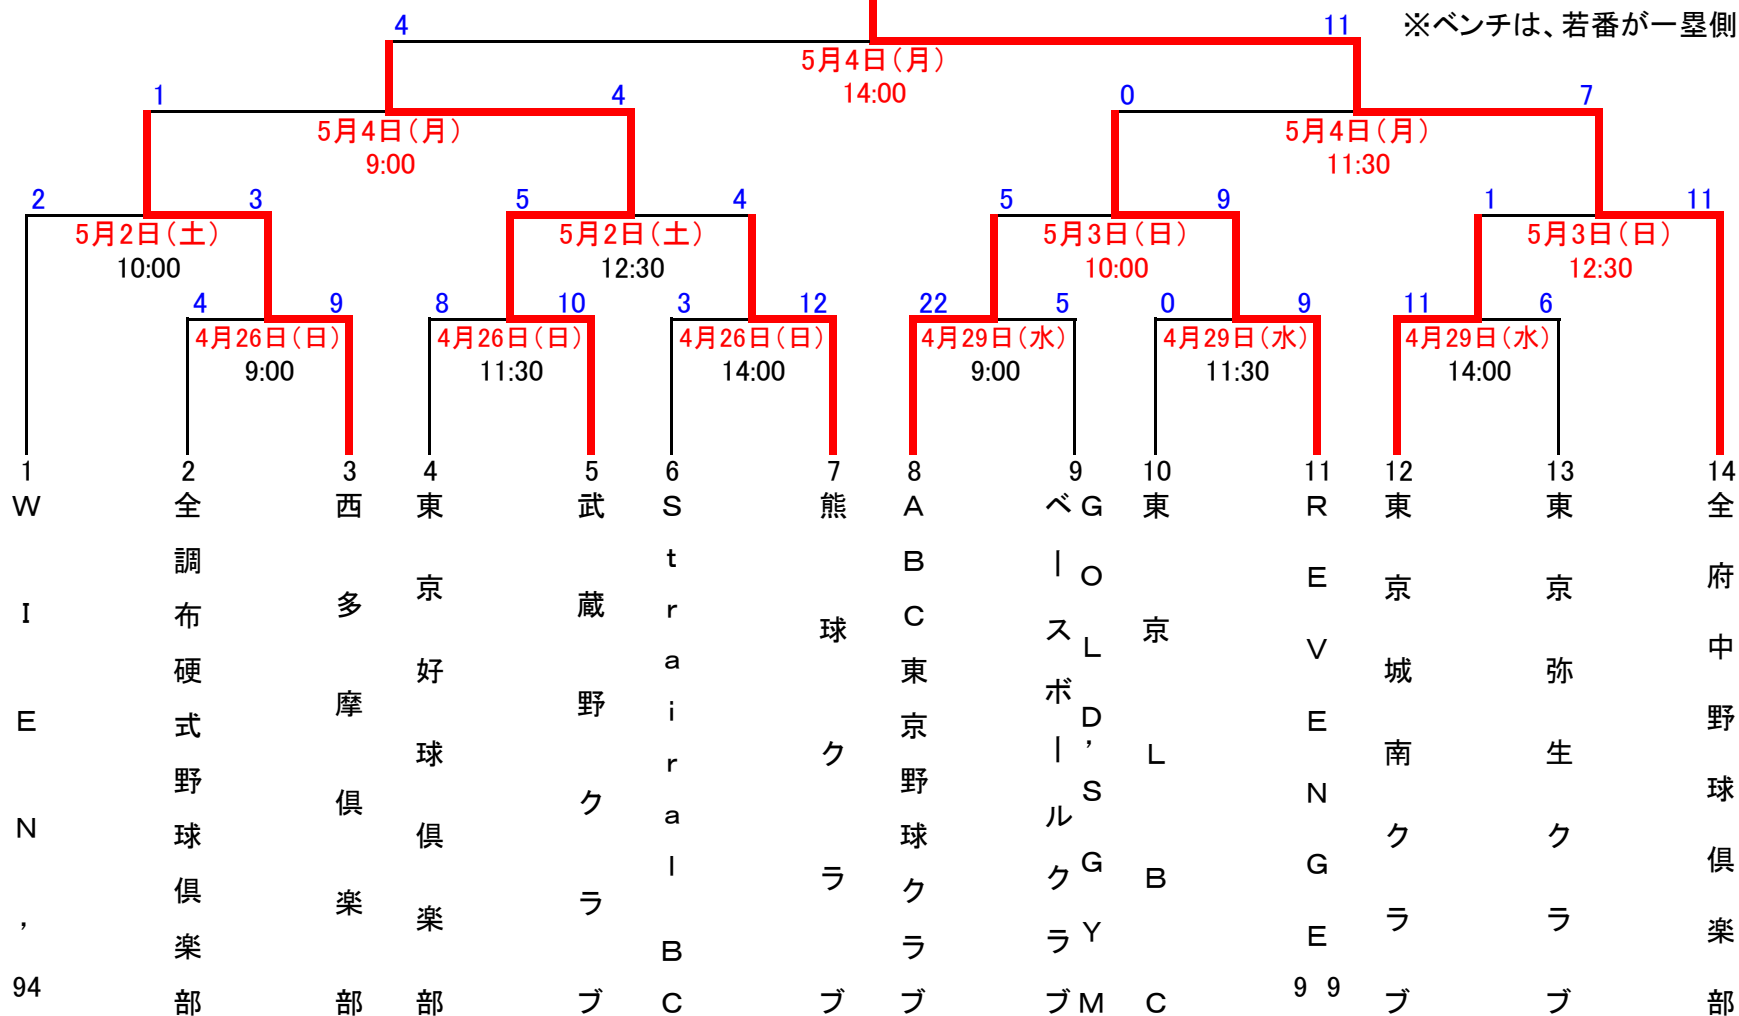 ※ベンチは、若番が一塁側
4 11
5月4日（月）
14:00
1 4 0 7
5月4日（月） 5月4日（月）
9:00 11:30
2 3 5 4 5 9 1 11
5月2日（土） 5月2日（土） 5月3日（日） 5月3日（日）
10:00 12:30 10:00 12:30
4 9 8 10 3 12 22 5 0 9 11 6
4月26日（日） 4月26日（日） 4月26日（日） 4月29日（水） 4月29日（水） 4月29日（水）
9:00 11:30 14:00 9:00 11:30 14:00
1 2 3 4 5 6 7 8 9 10 11 12 13 14
ＷＩＥＮ，94
全調布硬式野球倶楽部
西多摩倶楽部
東京好球倶楽部
武蔵野クラブ
ＳｔｒａｉｒａｌＢＣ
熊球クラブ
ＡＢＣ東京野球クラブ
ＧＯＬＤ’ＳＧＹＭ
ベースボールクラブ
東京ＬＢＣ
ＲＥＶＥＮＧＥ99
東京城南クラブ
東京弥生クラブ
全府中野球倶楽部